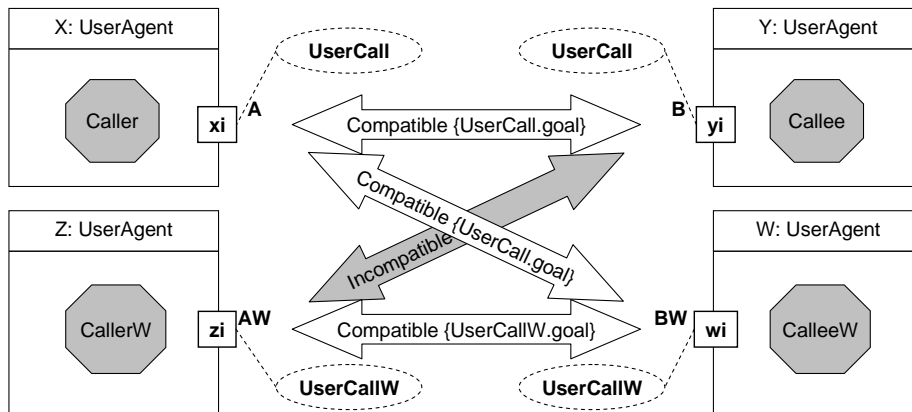 X: UserAgent
UserCall
UserCall
Y: UserAgent
Caller
xi
A
Compatible {UserCall.goal}
B
yi
Callee
Compatible {UserCall.goal}
Incompatible
Z: UserAgent
W: UserAgent
CallerW
zi
AW
Compatible {UserCallW.goal}
BW
wi
CalleeW
UserCallW
UserCallW